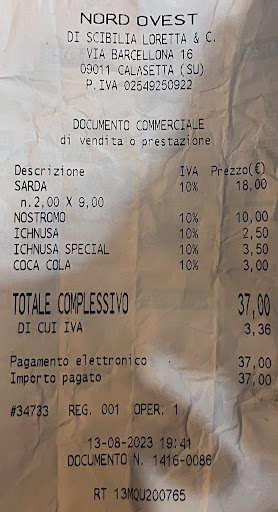 NORD OVEST
DI SCIBILIA LORETTA & C.
VIA BARCELLONA 16
09011 CALASETTA (SU)
P.IVA 02549250922
DOCUMENTO COMMERCIALE
di vendita o prestazione
Descrizione IVA Prezzo(€)
SARDA 10% 18,00
n.2,00 X 9,00
NOSTROMO 10% 10,00
ICHNUSA 10% 2,50
ICHNUSA SPECIAL 10% 3,50
COCA COLA 10% 3,00
TOTALE COMPLESSIVO 37,00
DI CUI IVA 3,36
Pagamento elettronico 37,00
Importo pagato 37,00
#34733 REG. 001 OPER. 1
13-08-2023 19:41
DOCUMENTO N. 1416-0086
RT 13MQU200765